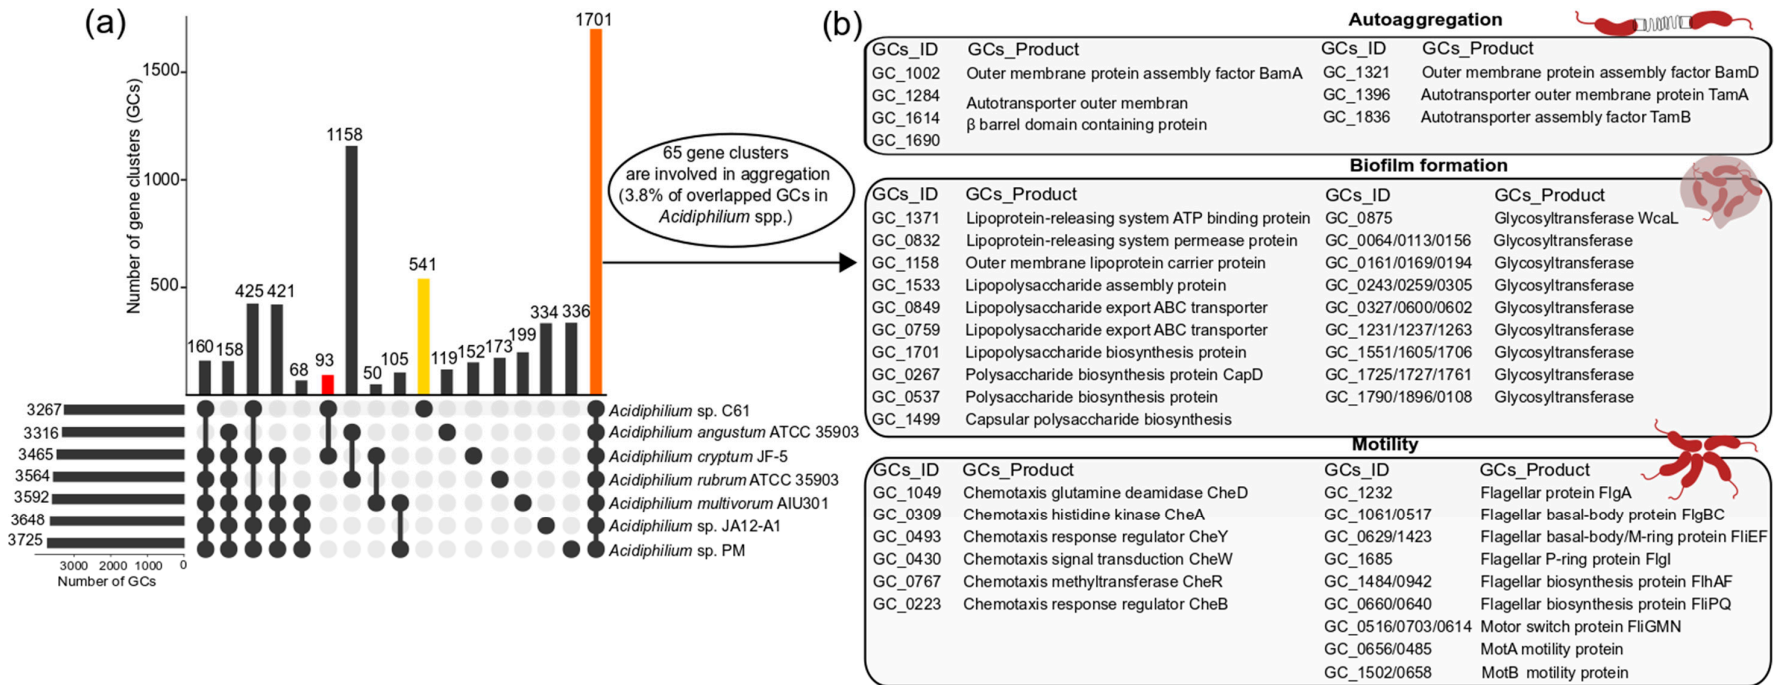 (a)
1701
1500
1000
500
Number of gene clusters (GCs)
1158
541
425 421
334 336
160 158
68 93
50 105
119 152 173 199
3267
3316
3465
3564
3592
3648
3725
3000 2000 1000 0
Number of GCs
Acidiphilium sp. C61
Acidiphilium angustum ATCC 35903
Acidiphilium cryptum JF-5
Acidiphilium rubrum ATCC 35903
Acidiphilium multivorum AIU301
Acidiphilium sp. JA12-A1
Acidiphilium sp. PM
65 gene clusters
are involved in aggregation
(3.8% of overlapped GCs in
Acidiphilium spp.)
(b)
Autoaggregation
GCs_ID GCs_Product GCs_ID GCs_Product
GC_1002 Outer membrane protein assembly factor BamA GC_1321 Outer membrane protein assembly factor BamD
GC_1284 Autotransporter outer membran GC_1396 Autotransporter outer membrane protein TamA
GC_1614 β barrel domain containing protein GC_1836 Autotransporter assembly factor TamB
GC_1690
Biofilm formation
GCs_ID GCs_Product GCs_ID GCs_Product
GC_1371 Lipoprotein-releasing system ATP binding protein GC_0875 Glycosyltransferase WcaL
GC_0832 Lipoprotein-releasing system permease protein GC_0064/0113/0156 Glycosyltransferase
GC_1158 Outer membrane lipoprotein carrier protein GC_0161/0169/0194 Glycosyltransferase
GC_1533 Lipopolysaccharide assembly protein GC_0243/0259/0305 Glycosyltransferase
GC_0849 Lipopolysaccharide export ABC transporter GC_0327/0600/0602 Glycosyltransferase
GC_0759 Lipopolysaccharide export ABC transporter GC_1231/1237/1263 Glycosyltransferase
GC_1701 Lipopolysaccharide biosynthesis protein GC_1551/1605/1706 Glycosyltransferase
GC_0267 Polysaccharide biosynthesis protein CapD GC_1725/1727/1761 Glycosyltransferase
GC_0537 Polysaccharide biosynthesis protein GC_1790/1896/0108 Glycosyltransferase
GC_1499 Capsular polysaccharide biosynthesis
Motility
GCs_ID GCs_Product GCs_ID GCs_Product
GC_1049 Chemotaxis glutamine deamidase CheD GC_1232 Flagellar protein FlgA
GC_0309 Chemotaxis histidine kinase CheA GC_1061/0517 Flagellar basal-body protein FlgBC
GC_0493 Chemotaxis response regulator CheY GC_0629/1423 Flagellar basal-body/M-ring protein FliEF
GC_0430 Chemotaxis signal transduction CheW GC_1685 Flagellar P-ring protein FlgI
GC_0767 Chemotaxis methyltransferase CheR GC_1484/0942 Flagellar biosynthesis protein FlhAF
GC_0223 Chemotaxis response regulator CheB GC_0660/0640 Flagellar biosynthesis protein FliPQ
GC_0516/0703/0614 Motor switch protein FliGMN
GC_0656/0485 MotA motility protein
GC_1502/0658 MotB motility protein